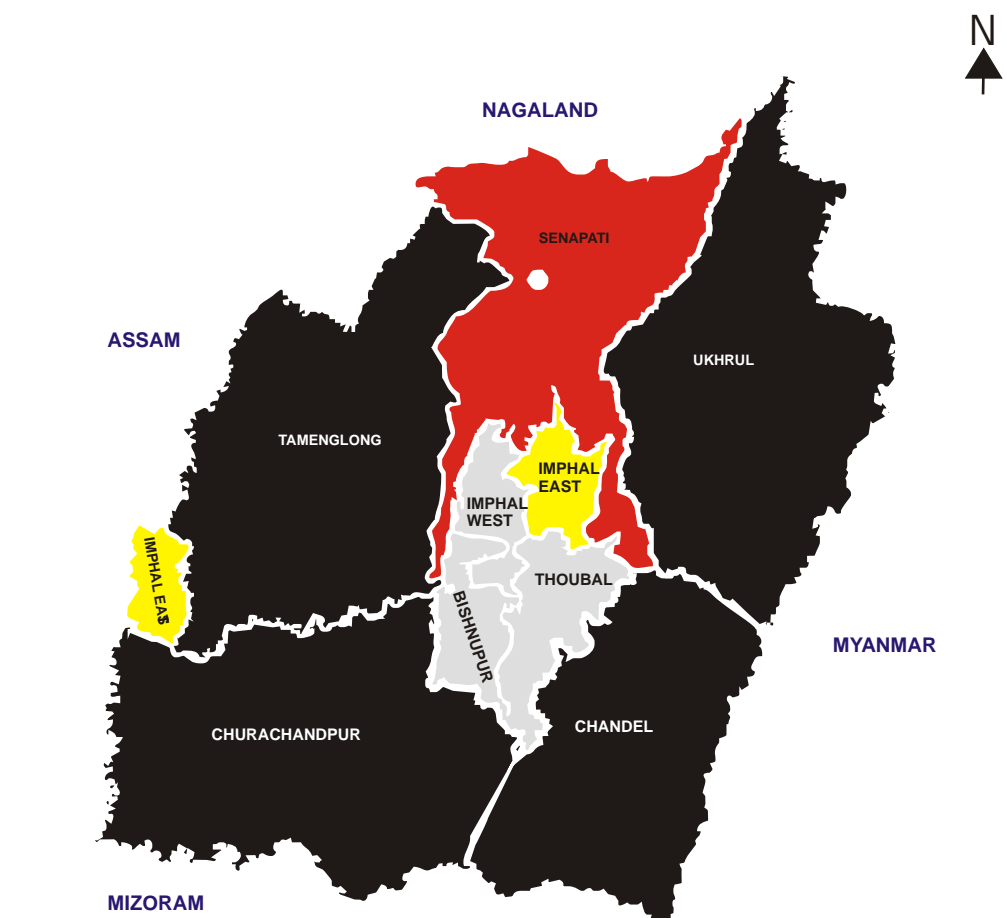 N
NAGALAND
SENAPATI
ASSAM
UKHRUL
TAMENGLONG
IMPHAL
EAST
IMPHAL
WEST
IMPHAL EAS
THOUBAL
BISHNUPUR
MYANMAR
CHURACHANDPUR
CHANDEL
MIZORAM